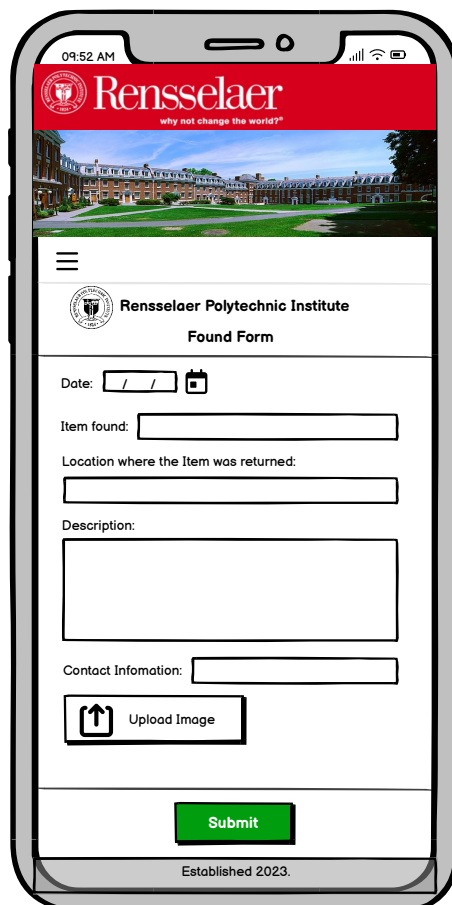 09:52 AM
Rensselaer
why not change the world?®
Rensselaer Polytechnic Institute
Found Form
Date: / /
Item found:
Location where the Item was returned:
Description:
Contact Infomation:
Upload Image
Submit
Established 2023.